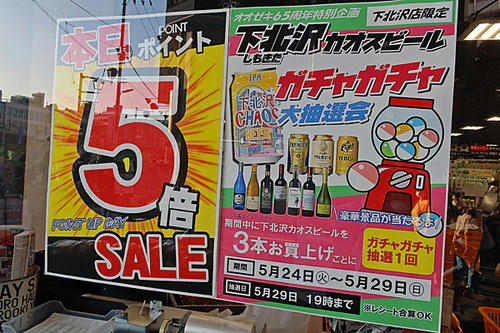 本日
POINT
ポイント
5倍
POINT UP DAY
SALE
オオゼキ65周年特別企画
下北沢店限定
下北沢カオスビール
しもきた
ガチャガチャ
大抽選会
IPA
下北沢
CHAOS
BEER
豪華景品が当たるよ
期間中に下北沢カオスビールを
3本お買上げごとに
ガチャガチャ
抽選1回
期間 5月24日(火)~5月29日(日)
抽選日 5月29日 19時まで
※レシート合算OK